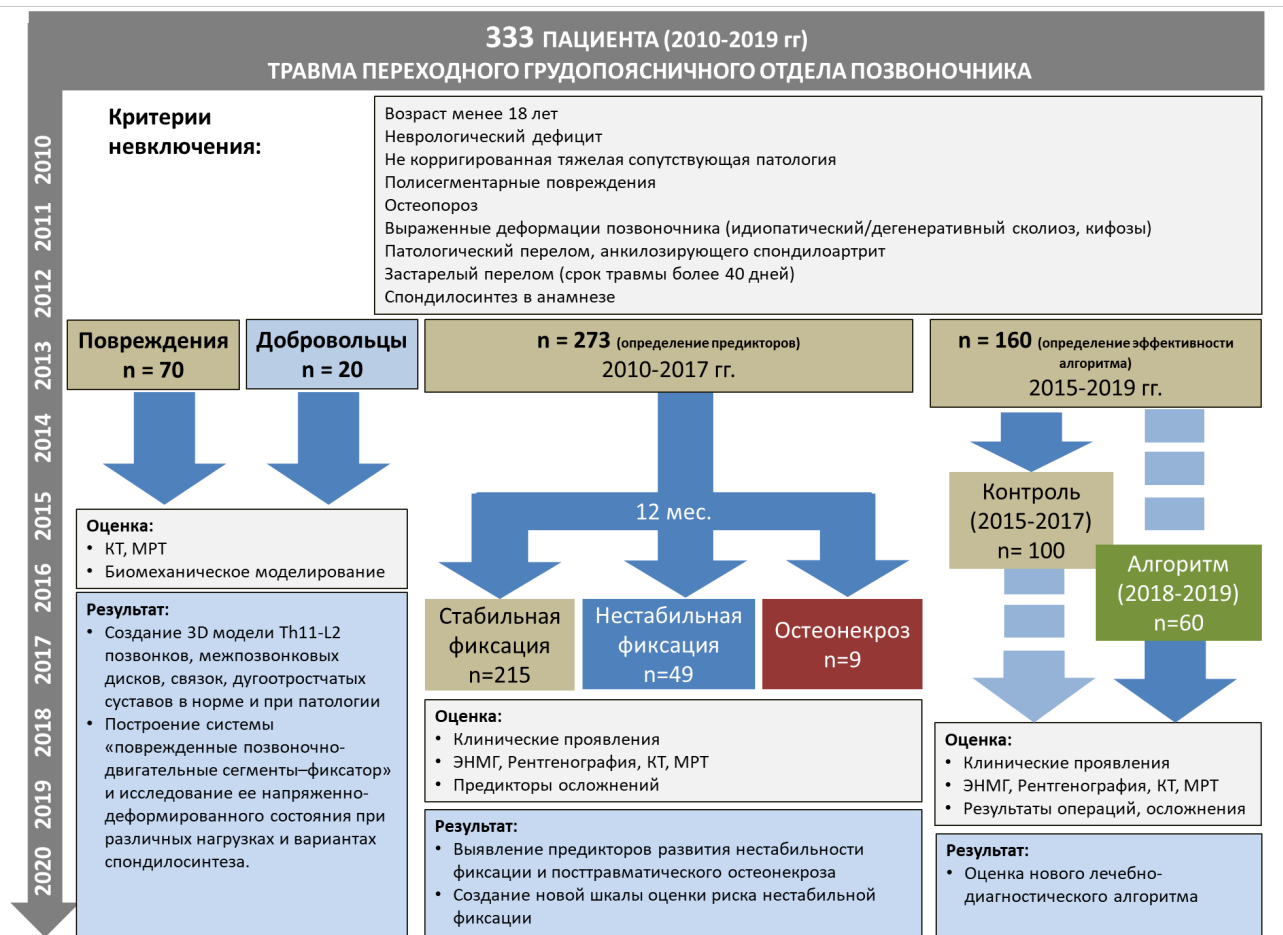 333 ПАЦИЕНТА (2010-2019 гг)
ТРАВМА ПЕРЕХОДНОГО ГРУДОПОЯСНИЧНОГО ОТДЕЛА ПОЗВОНОЧНИКА
2010
2011
2012
2013
2014
2015
2016
2017
2018
2019
2020
Критерии
невключения:
Возраст менее 18 лет
Неврологический дефицит
Не корригированная тяжелая сопутствующая патология
Полисегментарные повреждения
Остеопороз
Выраженные деформации позвоночника (идиопатический/дегенеративный сколиоз, кифозы)
Патологический перелом, анкилозирующего спондилоартрит
Застарелый перелом (срок травмы более 40 дней)
Спондилосинтез в анамнезе
Повреждения
n = 70
Добровольцы
n = 20
Оценка:
• КТ, МРТ
• Биомеханическое моделирование
Результат:
• Создание 3D модели Th11-L2
позвонков, межпозвонковых
дисков, связок, дугоотростчатых
суставов в норме и при патологии
• Построение системы
«поврежденные позвоночно-
двигательные сегменты–фиксатор»
и исследование ее напряженно-
деформированного состояния при
различных нагрузках и вариантах
спондилосинтеза.
n = 273 (определение предикторов)
2010-2017 гг.
12 мес.
Стабильная
фиксация
n=215
Нестабильная
фиксация
n=49
Остеонекроз
n=9
Оценка:
• Клинические проявления
• ЭНМГ, Рентгенография, КТ, МРТ
• Предикторы осложнений
Результат:
• Выявление предикторов развития нестабильности
фиксации и посттравматического остеонекроза
• Создание новой шкалы оценки риска нестабильной
фиксации
n = 160 (определение эффективности
алгоритма)
2015-2019 гг.
Контроль
(2015-2017)
n= 100
Алгоритм
(2018-2019)
n=60
Оценка:
• Клинические проявления
• ЭНМГ, Рентгенография, КТ, МРТ
• Результаты операций, осложнения
Результат:
• Оценка нового лечебно-
диагностического алгоритма